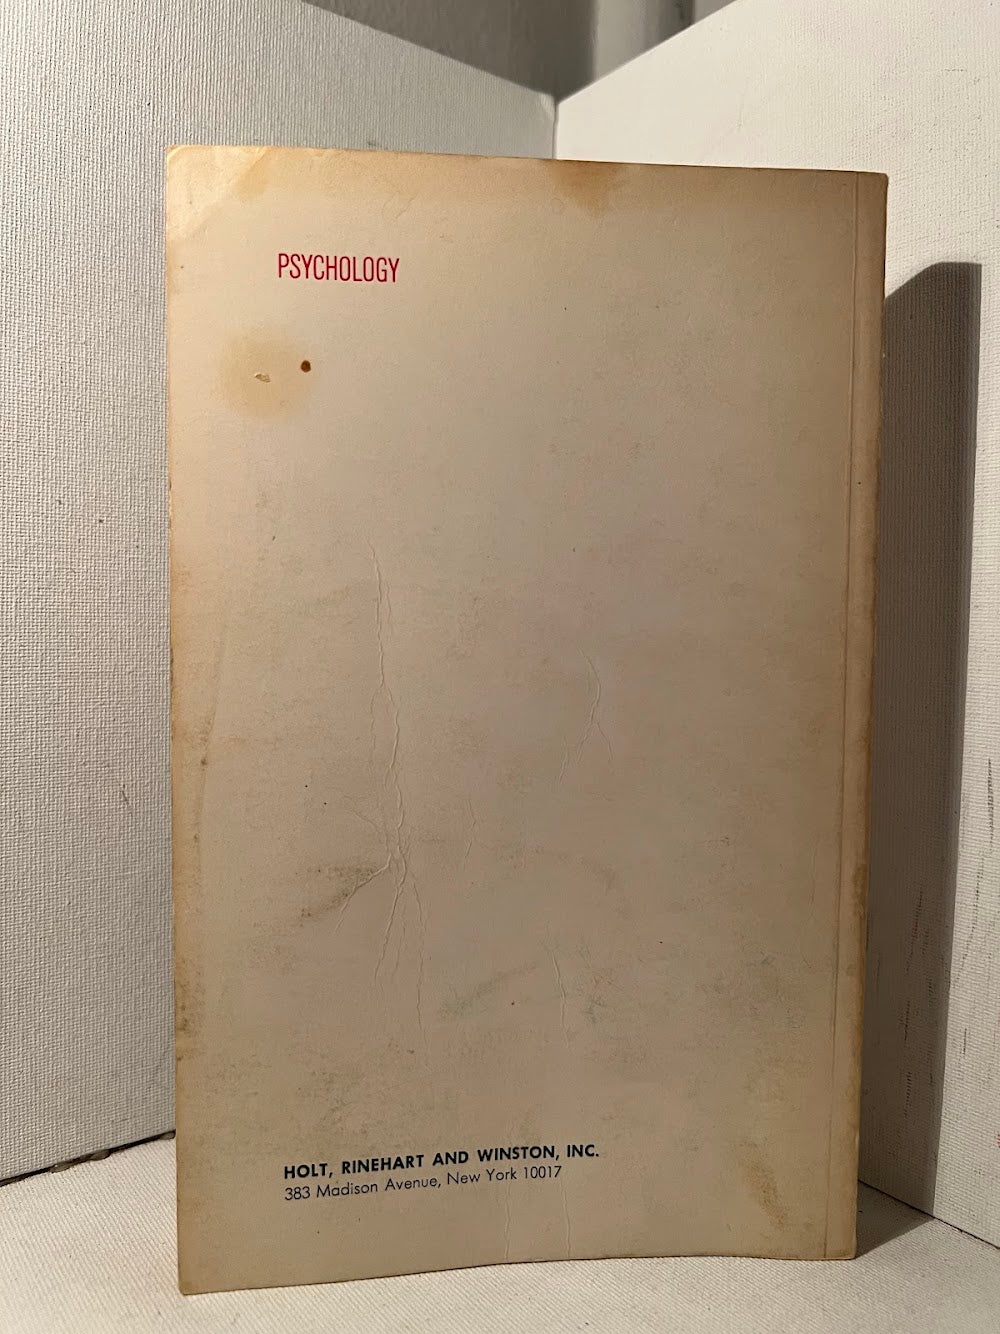 PSYCHOLOGY
HOLT, RINEHART AND WINSTON, INC.
383 Madison Avenue, New York 10017